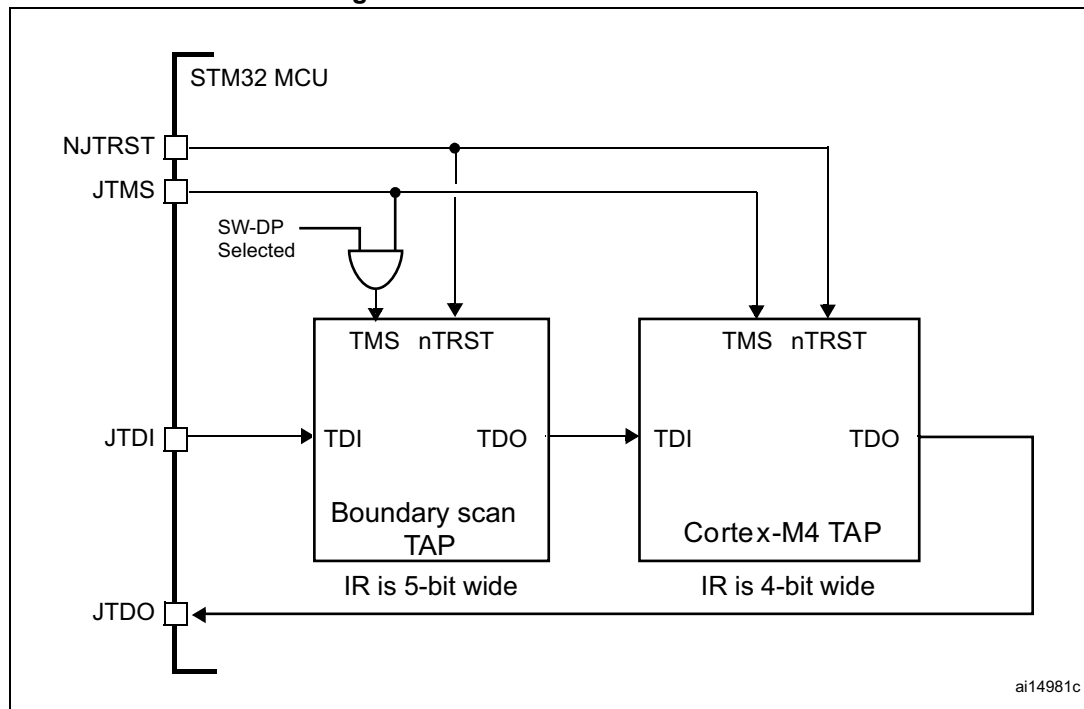 STM32 MCU
NJTRST
JTMS
SW-DP
Selected
TMS nTRST
TMS nTRST
JTDI
TDI
TDO
TDI
TDO
Boundary scan
TAP
Cortex-M4 TAP
IR is 5-bit wide
IR is 4-bit wide
JTDO
ai14981c